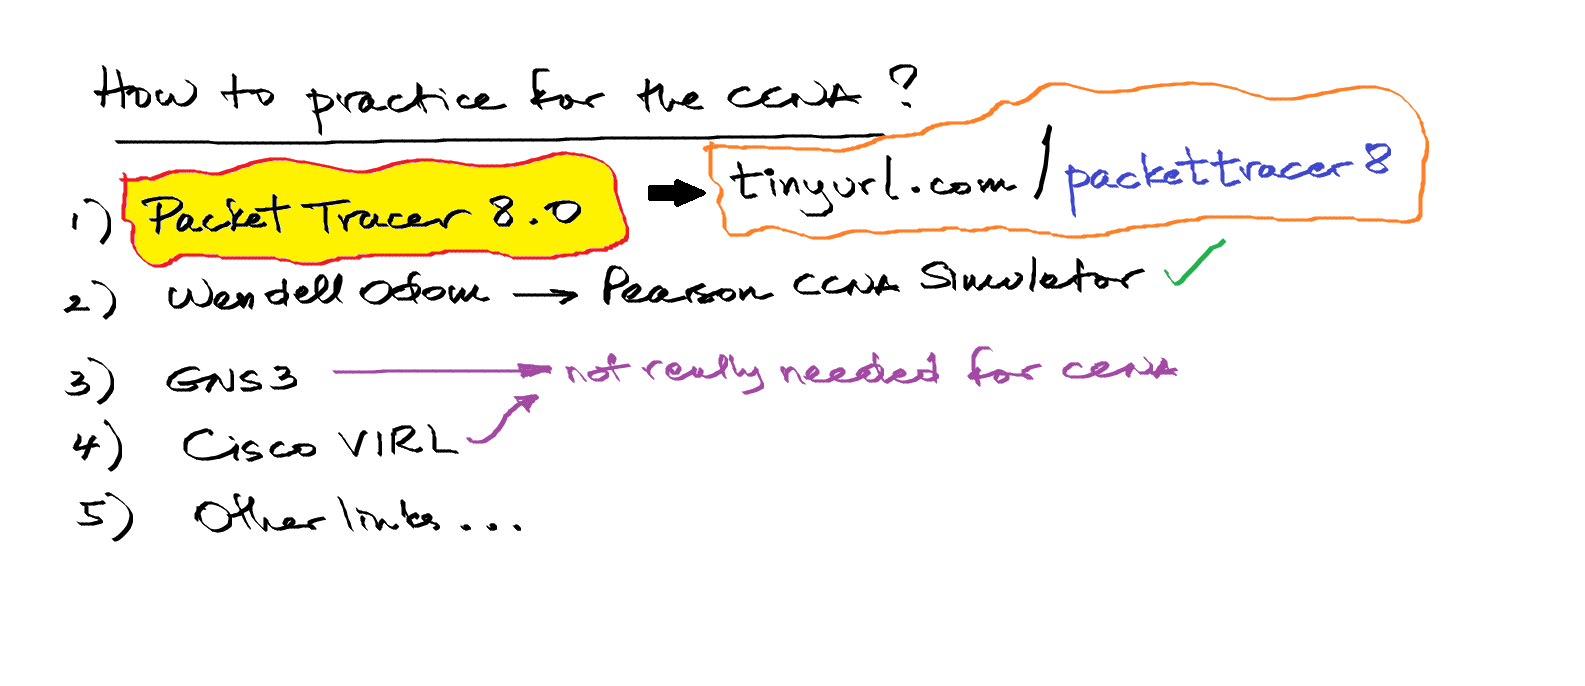 How to practice for the CCNA ?
1) Packet Tracer 8.0 → tinyurl.com/packettracer8
2) Wendell Odom → Pearson CCNA Simulator ✓
3) GNS3 → not really needed for CCNA
4) Cisco VIRL
5) Other links...